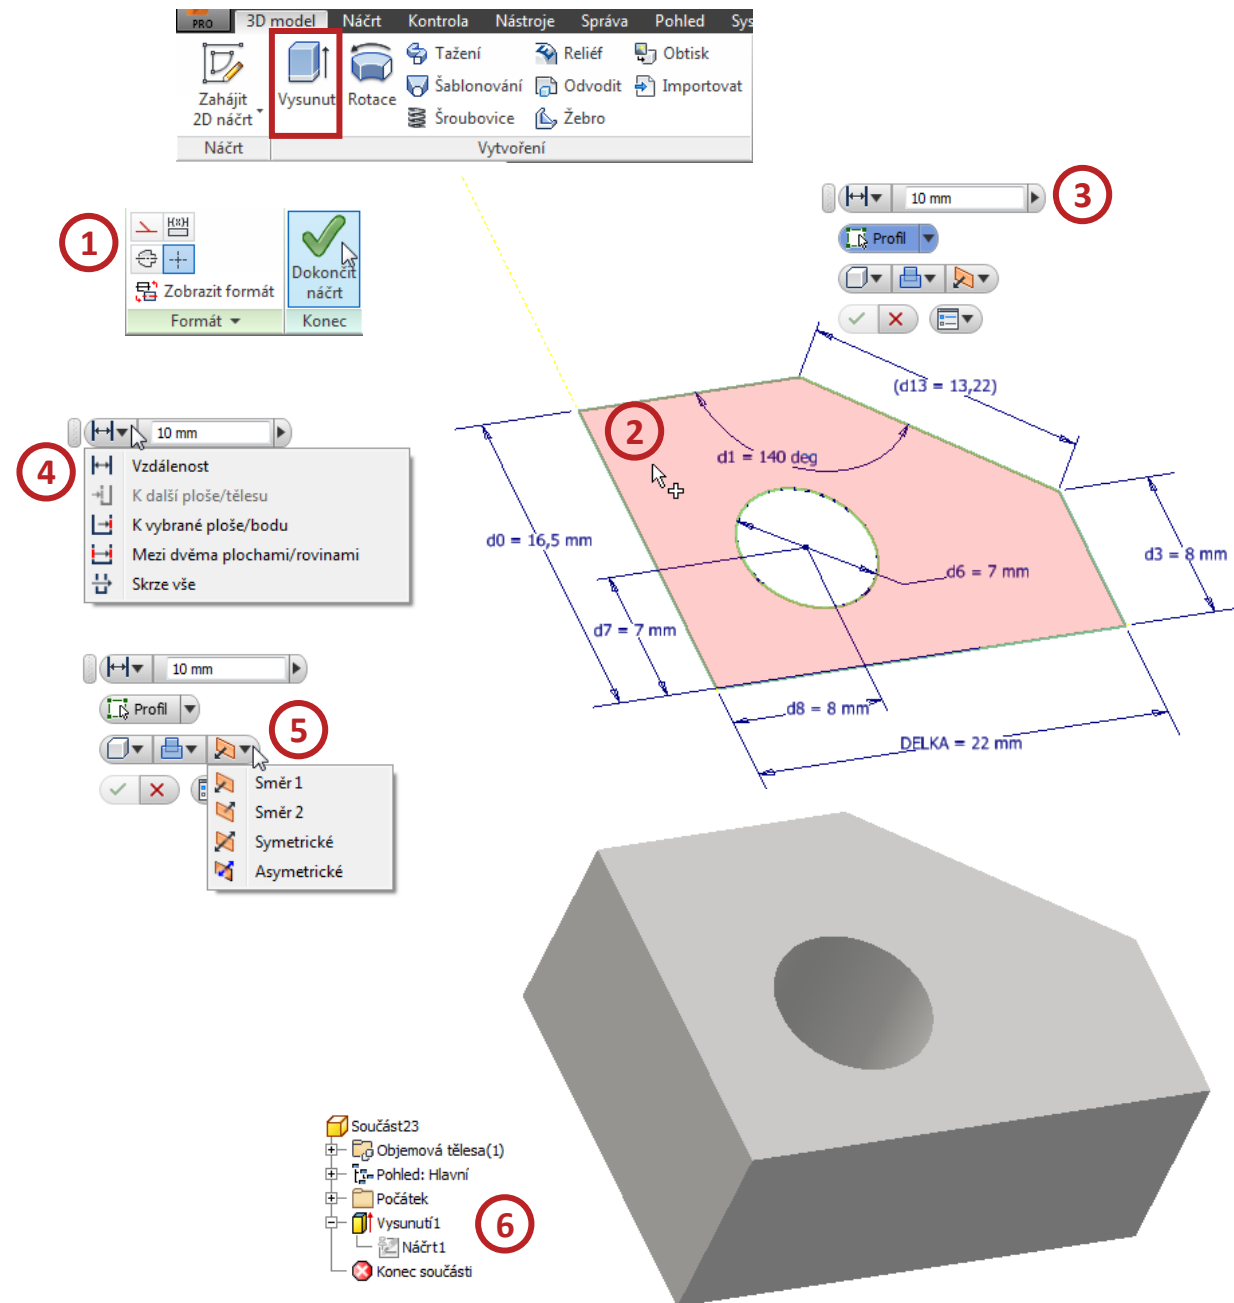 PRO 3D model Náčrt Kontrola Nástroje Správa Pohled Sys
Zahájit
2D náčrt
Vysunutí
Rotace
Tažení
Šablonování
Šroubovice
Reliéf
Odvodit
Žebro
Obtisk
Importovat
Náčrt
Vytvoření
1
Zobrazit formát
Formát
Dokončit
náčrt
Konec
10 mm
3
Profil
2
(d13 = 13,22)
d1 = 140 deg
d0 = 16,5 mm
d6 = 7 mm
d3 = 8 mm
d7 = 7 mm
d8 = 8 mm
DELKA = 22 mm
10 mm
4
Vzdálenost
K další ploše/tělesu
K vybrané ploše/bodu
Mezi dvěma plochami/rovinami
Skrze vše
10 mm
Profil
5
Směr 1
Směr 2
Symetrické
Asymetrické
Součást23
Objemová tělesa(1)
Pohled: Hlavní
Počátek
Vysunutí1
Náčrt1
Konec součásti
6